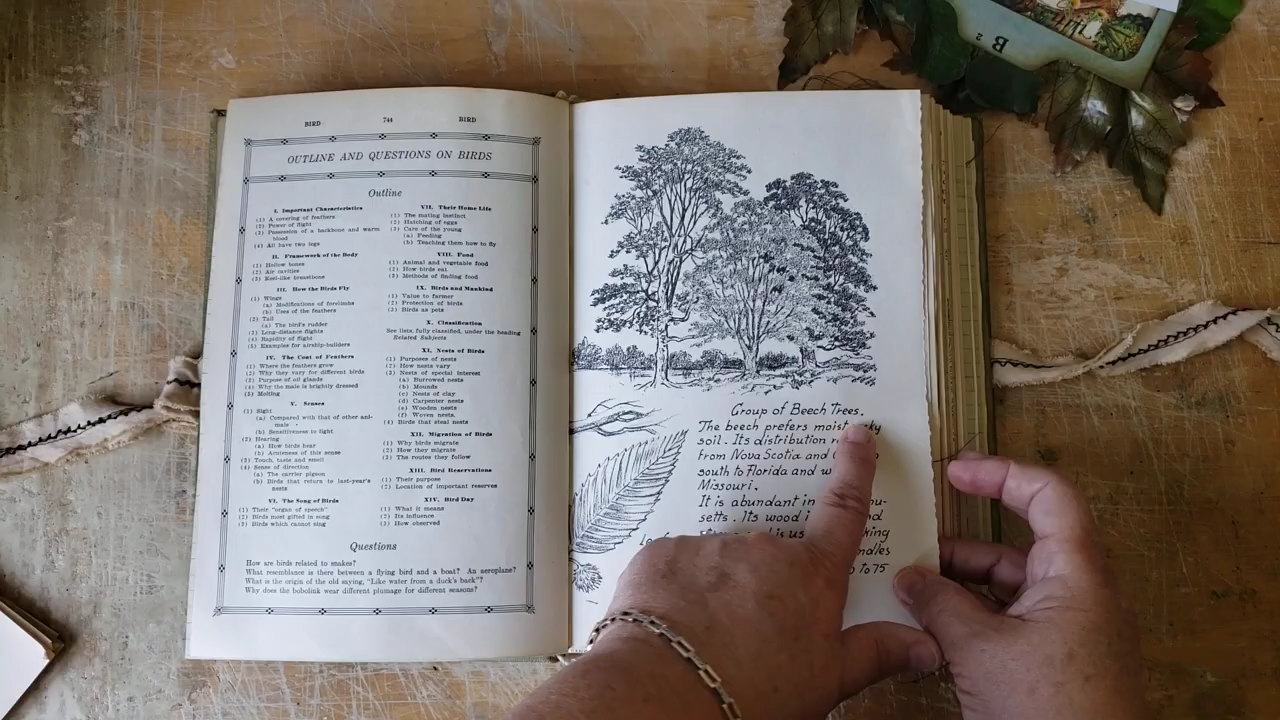 BIRD 744 BIRD
OUTLINE AND QUESTIONS ON BIRDS
Outline
I. Important Characteristics
(1) A covering of feathers
(2) Power of flight
(3) Possession of a backbone and warm
blood
(4) All have two legs
II. Framework of the Body
(1) Hollow bones
(2) Air cavities
(3) Keel-like breastbone
III. How the Birds Fly
(1) Wings
(a) Modifications of forelimbs
(b) Uses of the feathers
(2) Tail
(a) The bird's rudder
(3) Long-distance flights
(4) Rapidity of flight
(5) Examples for airship-builders
IV. The Coat of Feathers
(1) Where the feathers grow
(2) Why they vary for different birds
(3) Purpose of oil glands
(4) Why the male is brightly dressed
(5) Molting
V. Senses
(1) Sight
(a) Compared with that of other ani-
mals
(b) Sensitiveness to light
(2) Hearing
(a) How birds hear
(b) Acuteness of this sense
(3) Touch, taste and smell
(4) Sense of direction
(a) The carrier pigeon
(b) Birds that return to last-year's
nests
VI. The Song of Birds
(1) Their "organ of speech"
(2) Birds most gifted in song
(3) Birds which cannot sing
VII. Their Home Life
(1) The mating instinct
(2) Hatching of eggs
(3) Care of the young
(a) Feeding
(b) Teaching them how to fly
VIII. Food
(1) Animal and vegetable food
(2) How birds eat
(3) Methods of finding food
IX. Birds and Mankind
(1) Value to farmer
(2) Protection of birds
(3) Birds as pets
X. Classification
See lists, fully classified, under the heading
Related Subjects
XI. Nests of Birds
(1) Purposes of nests
(2) How nests vary
(3) Nests of special interest
(a) Burrowed nests
(b) Mounds
(c) Nests of clay
(d) Carpenter nests
(e) Wooden nests
(f) Woven nests.
(4) Birds that steal nests
XII. Migration of Birds
(1) Why birds migrate
(2) How they migrate
(3) The routes they follow
XIII. Bird Reservations
(1) Their purpose
(2) Location of important reserves
XIV. Bird Day
(1) What it means
(2) Its influence
(3) How observed
Questions
How are birds related to snakes?
What resemblance is there between a flying bird and a boat? An aeroplane?
What is the origin of the old saying, "Like water from a duck's back"?
Why does the bobolink wear different plumage for different seasons?
Group of Beech Trees.
The beech prefers moist
soil. Its distribution
from Nova Scotia and
south to Florida and
Missouri.
It is abundant in
setts. Its wood
is
to 75
B 2